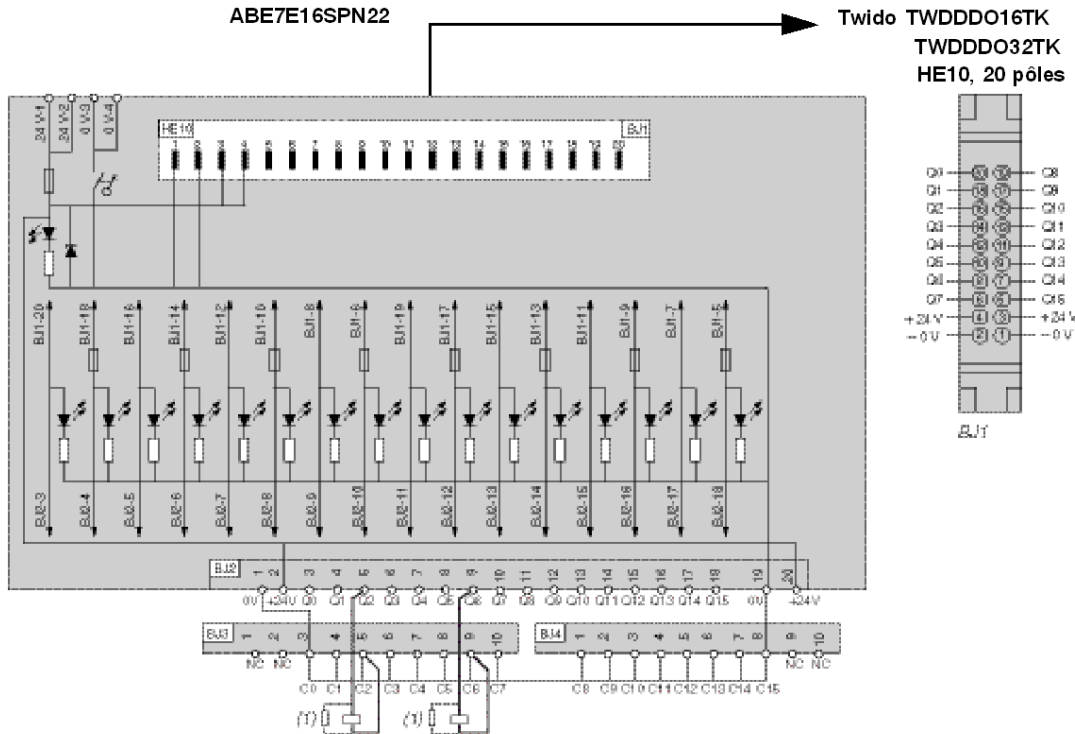 ABE7E16SPN22
Twido TWDDDO16TK
TWDDDO32TK
HE10, 20 pôles
24 V-1
24 V-2
0 V-3
0 V-4
HE10
BJ1
1 2 3 4 5 6 7 8 9 10 11 12 13 14 15 16 17 18 19 20
Q0 Q8
Q1 Q9
Q2 Q10
Q3 Q11
Q4 Q12
Q5 Q13
Q6 Q14
Q7 Q15
+24 V 4 3 +24 V
-0 V 2 1 -0 V
BJ1
BJ1-20 BJ1-18 BJ1-16 BJ1-14 BJ1-12 BJ1-10 BJ1-8 BJ1-6 BJ1-19 BJ1-17 BJ1-15 BJ1-13 BJ1-11 BJ1-9 BJ1-7 BJ1-5
BJ2-3 BJ2-4 BJ2-5 BJ2-6 BJ2-7 BJ2-8 BJ2-9 BJ2-10 BJ2-11 BJ2-12 BJ2-13 BJ2-14 BJ2-15 BJ2-16 BJ2-17 BJ2-18
BJ2
1 2 3 4 5 6 7 8 9 10 11 12 13 14 15 16 17 18 19 20
0V +24V Q0 Q1 Q2 Q3 Q4 Q5 Q6 Q7 Q8 Q9 Q10 Q11 Q12 Q13 Q14 Q15 0V +24V
BJ3
1 2 3 4 5 6 7 8 9 10
BJ4
1 2 3 4 5 6 7 8 9 10
NC NC
NC NC
C0 C1 C2 C3 C4 C5 C6 C7
C8 C9 C10 C11 C12 C13 C14 C15
(1)
(1)